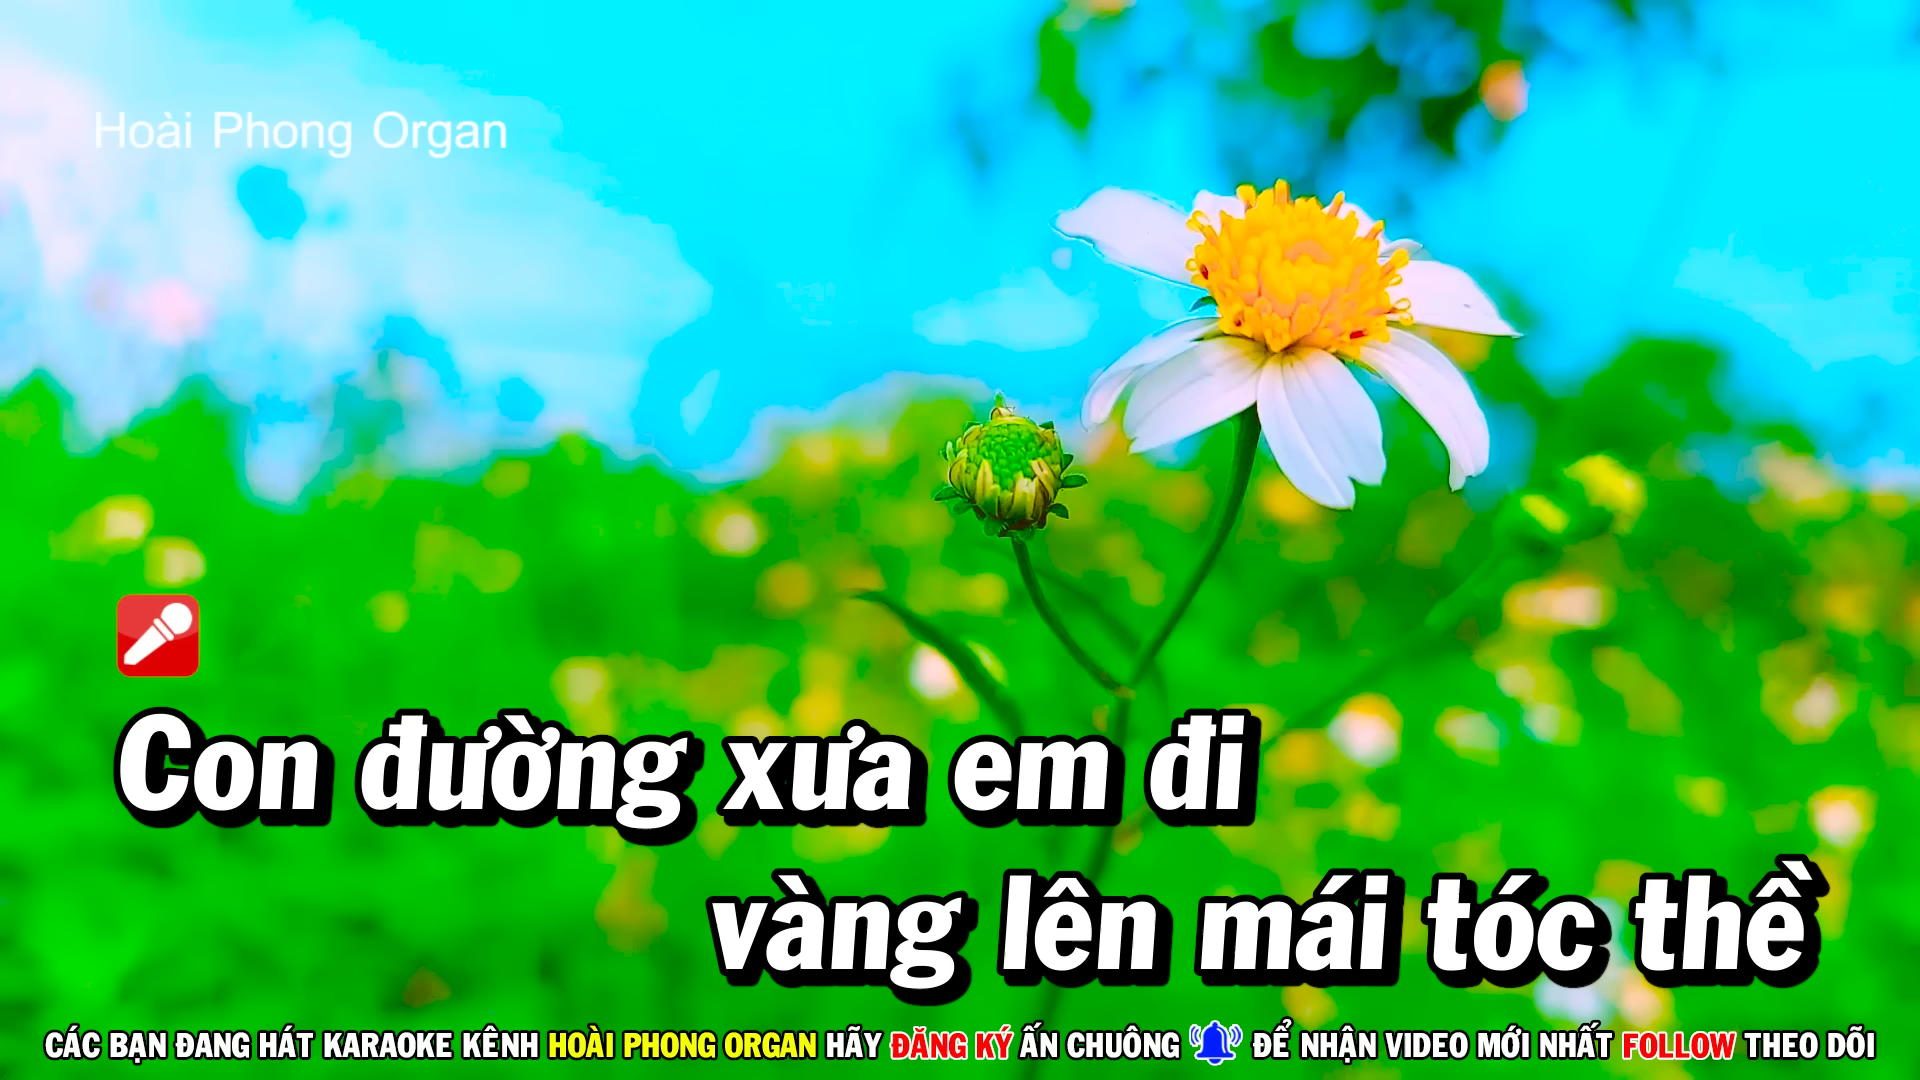 Hoài Phong Organ
Con đường xưa em đi
vàng lên mái tóc thề
CÁC BẠN ĐANG HÁT KARAOKE KÊNH HOÀI PHONG ORGAN HÃY ĐĂNG KÝ ẤN CHUÔNG ĐỂ NHẬN VIDEO MỚI NHẤT FOLLOW THEO DÕI